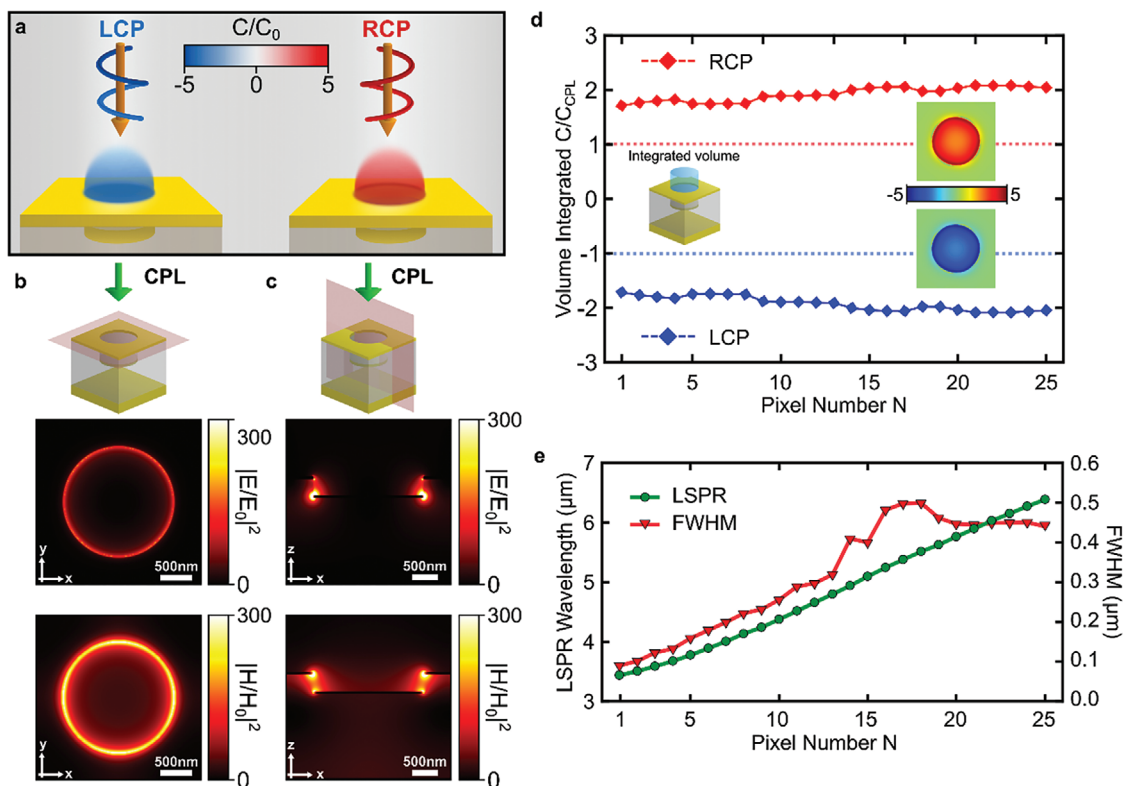 a
LCP
C/C0
RCP
-5
0
5
b
CPL
c
CPL
300
|E/E0|²
0
y
x
500nm
300
|E/E0|²
0
z
x
500nm
300
|H/H0|²
0
y
x
500nm
300
|H/H0|²
0
z
x
500nm
d
Volume Integrated C/CCPL
3
2
1
0
-1
-2
-3
RCP
Integrated volume
-5
5
LCP
1
5
10
15
20
25
Pixel Number N
e
LSPR Wavelength (μm)
7
6
5
4
3
LSPR
FWHM
0.6
0.5
0.4
0.3
0.2
0.1
0.0
FWHM (μm)
1
5
10
15
20
25
Pixel Number N